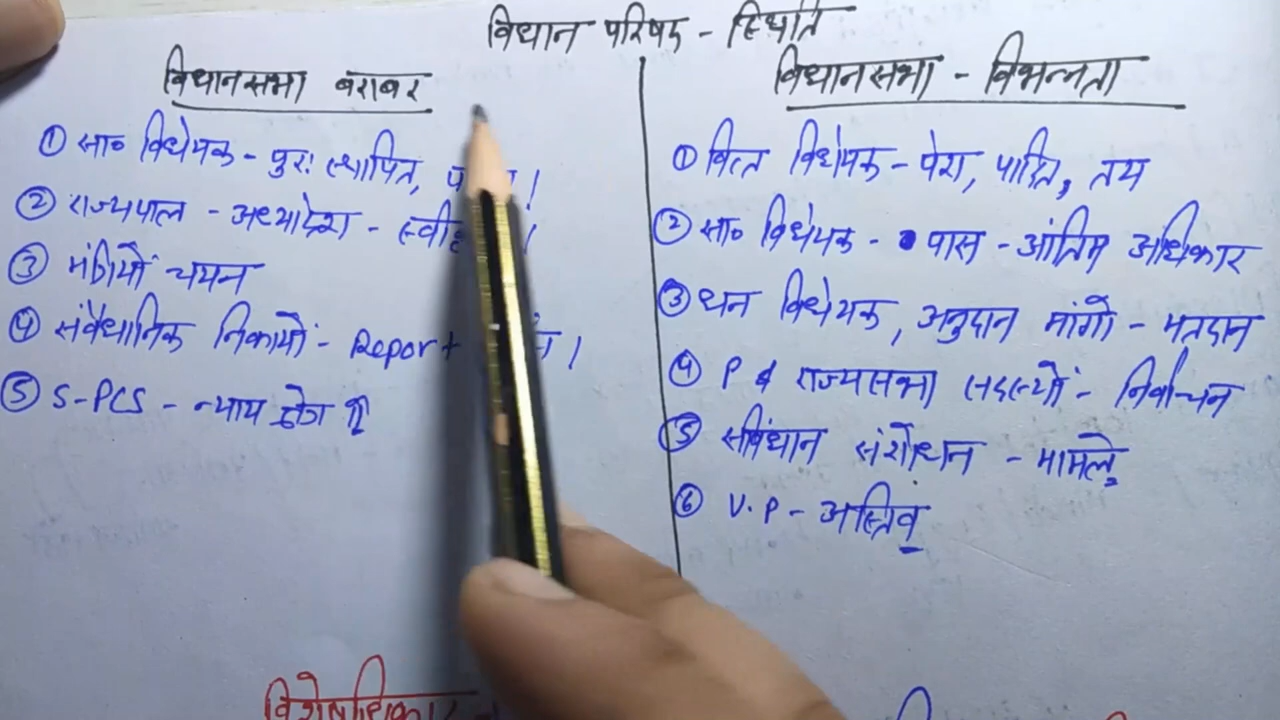 विधान परिषद - स्थिति
विधानसभा बराबर
① सा० विधेयक - पुरः स्थापित, |
② राज्यपाल - अध्यादेश - |
③ मंत्रियों चयन
④ संवैधानिक निकायों - Report |
⑤ S-PCS - न्याय क्षेत्र
विधानसभा - विभिन्नता
① वित्त विधेयक - पेश, पारित, तय
② सा० विधेयक - पास - अंतिम अधिकार
③ धन विधेयक, अनुदान मांगों - मतदान
④ P व राज्यसभा सदस्यों - निर्वाचन
⑤ संविधान संशोधन - मामले
⑥ V.P - अस्तित्व
विशेषाधिकार